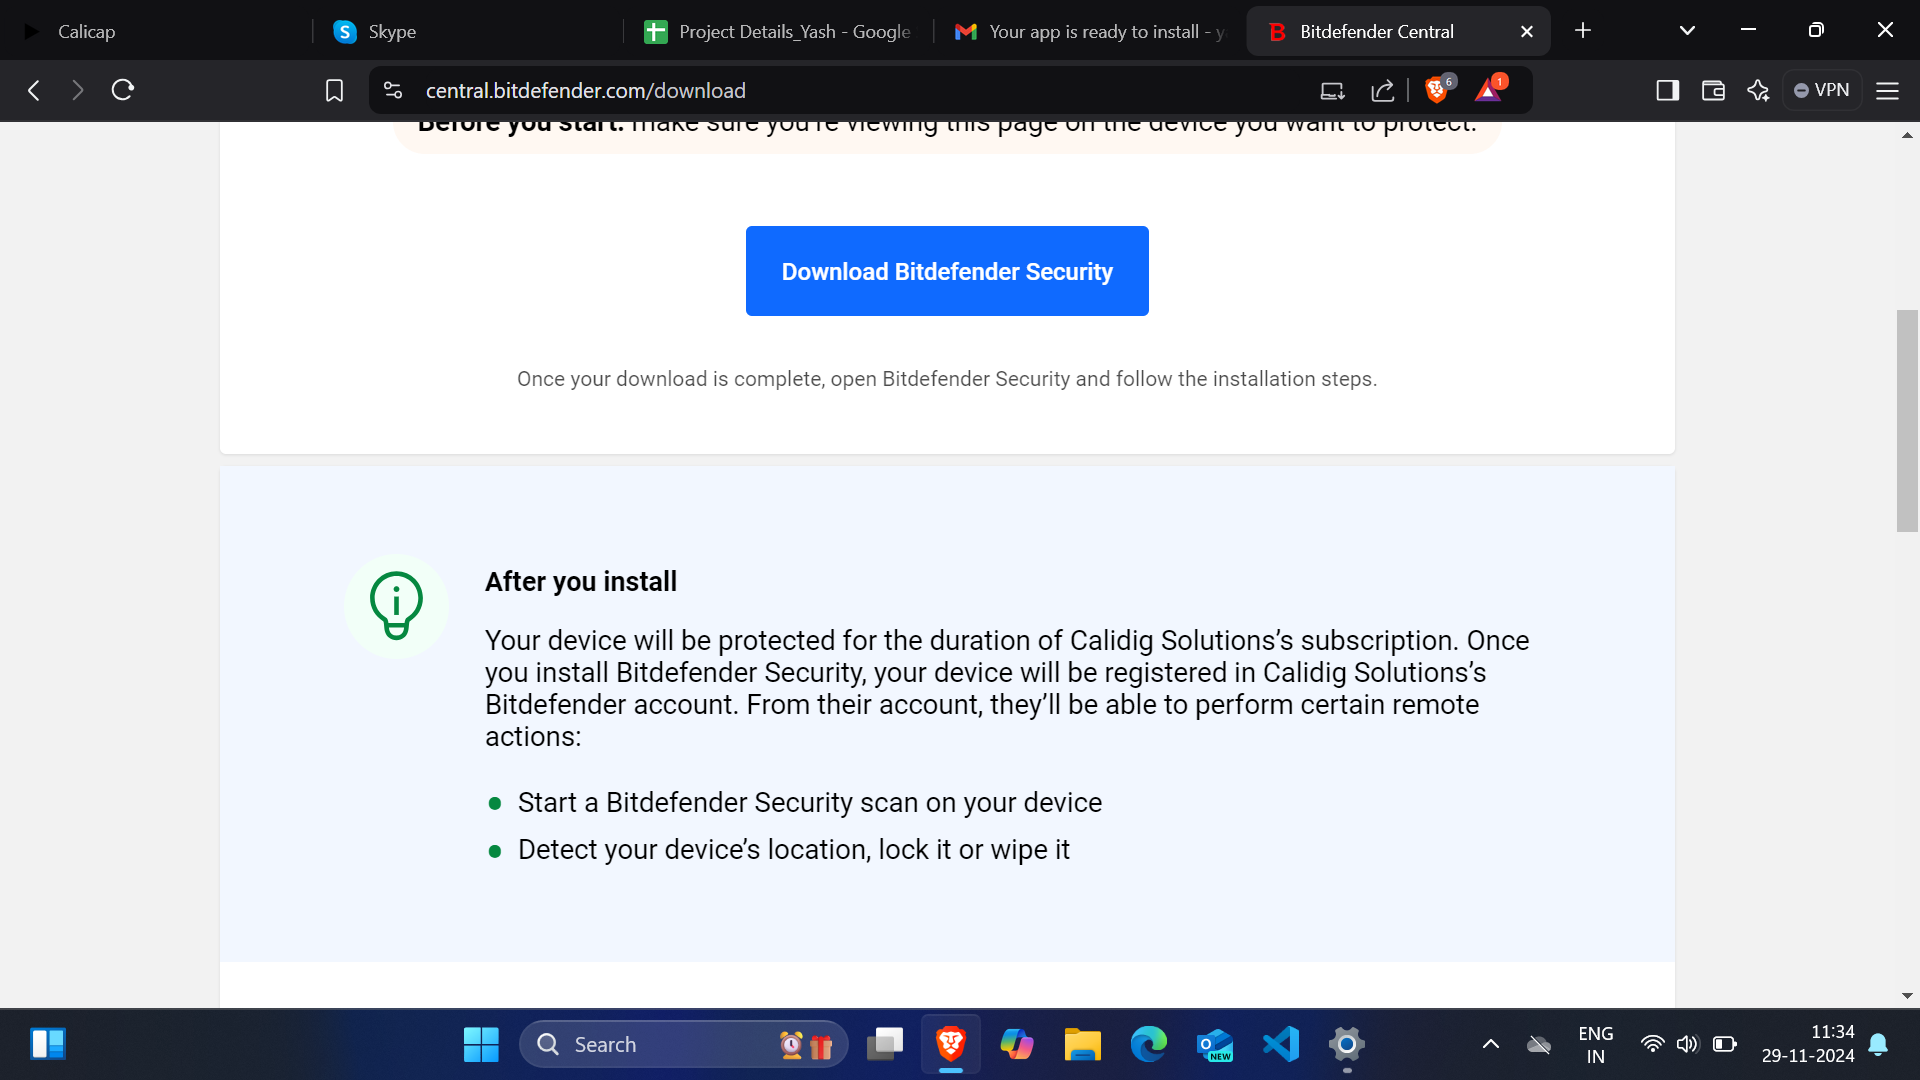 Calicap
Skype
Project Details_Yash - Google
Your app is ready to install - y
Bitdefender Central
central.bitdefender.com/download
6
1
VPN
Before you start: make sure you're viewing this page on the device you want to protect.
Download Bitdefender Security
Once your download is complete, open Bitdefender Security and follow the installation steps.
After you install
Your device will be protected for the duration of Calidig Solutions’s subscription. Once
you install Bitdefender Security, your device will be registered in Calidig Solutions’s
Bitdefender account. From their account, they’ll be able to perform certain remote
actions:
Start a Bitdefender Security scan on your device
Detect your device’s location, lock it or wipe it
Search
NEW
ENG
IN
11:34
29-11-2024